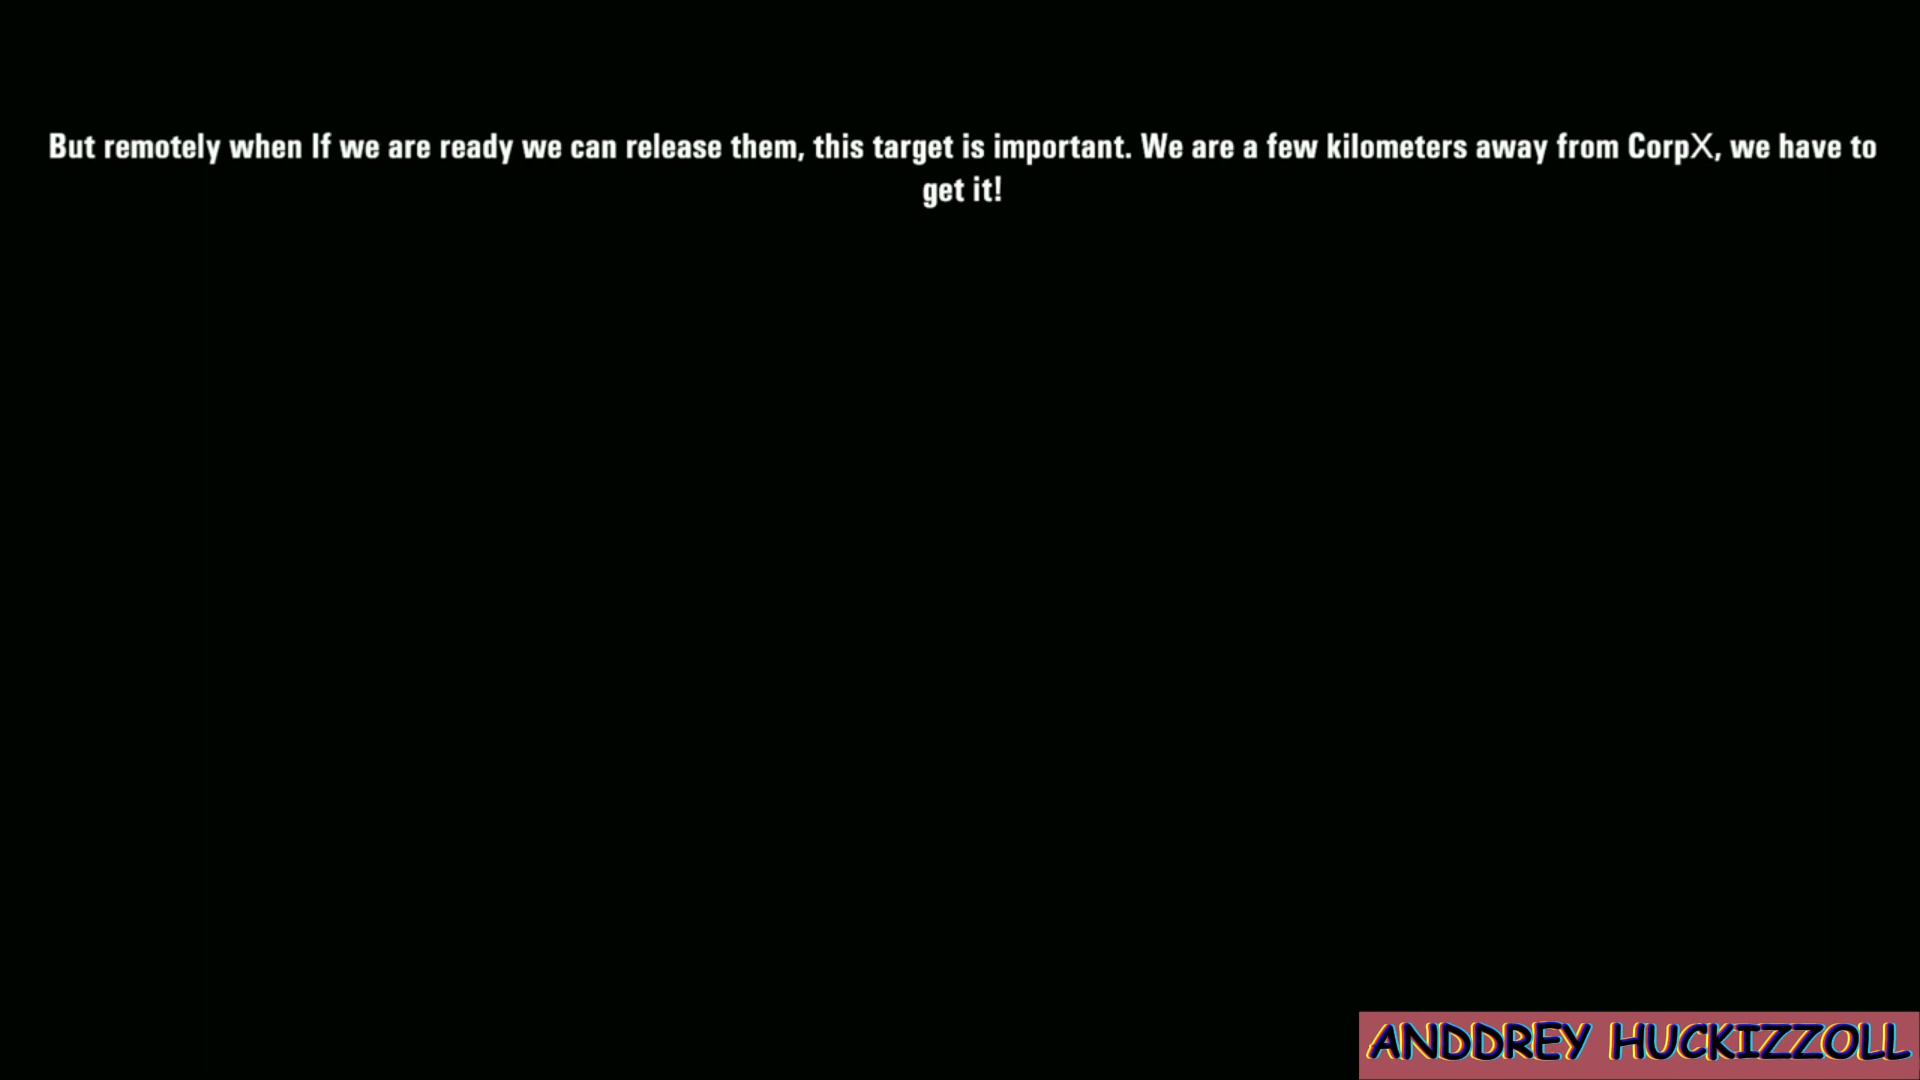 But remotely when If we are ready we can release them, this target is important. We are a few kilometers away from CorpX, we have to
get it!
ANDDREY HUCKIZZOLL